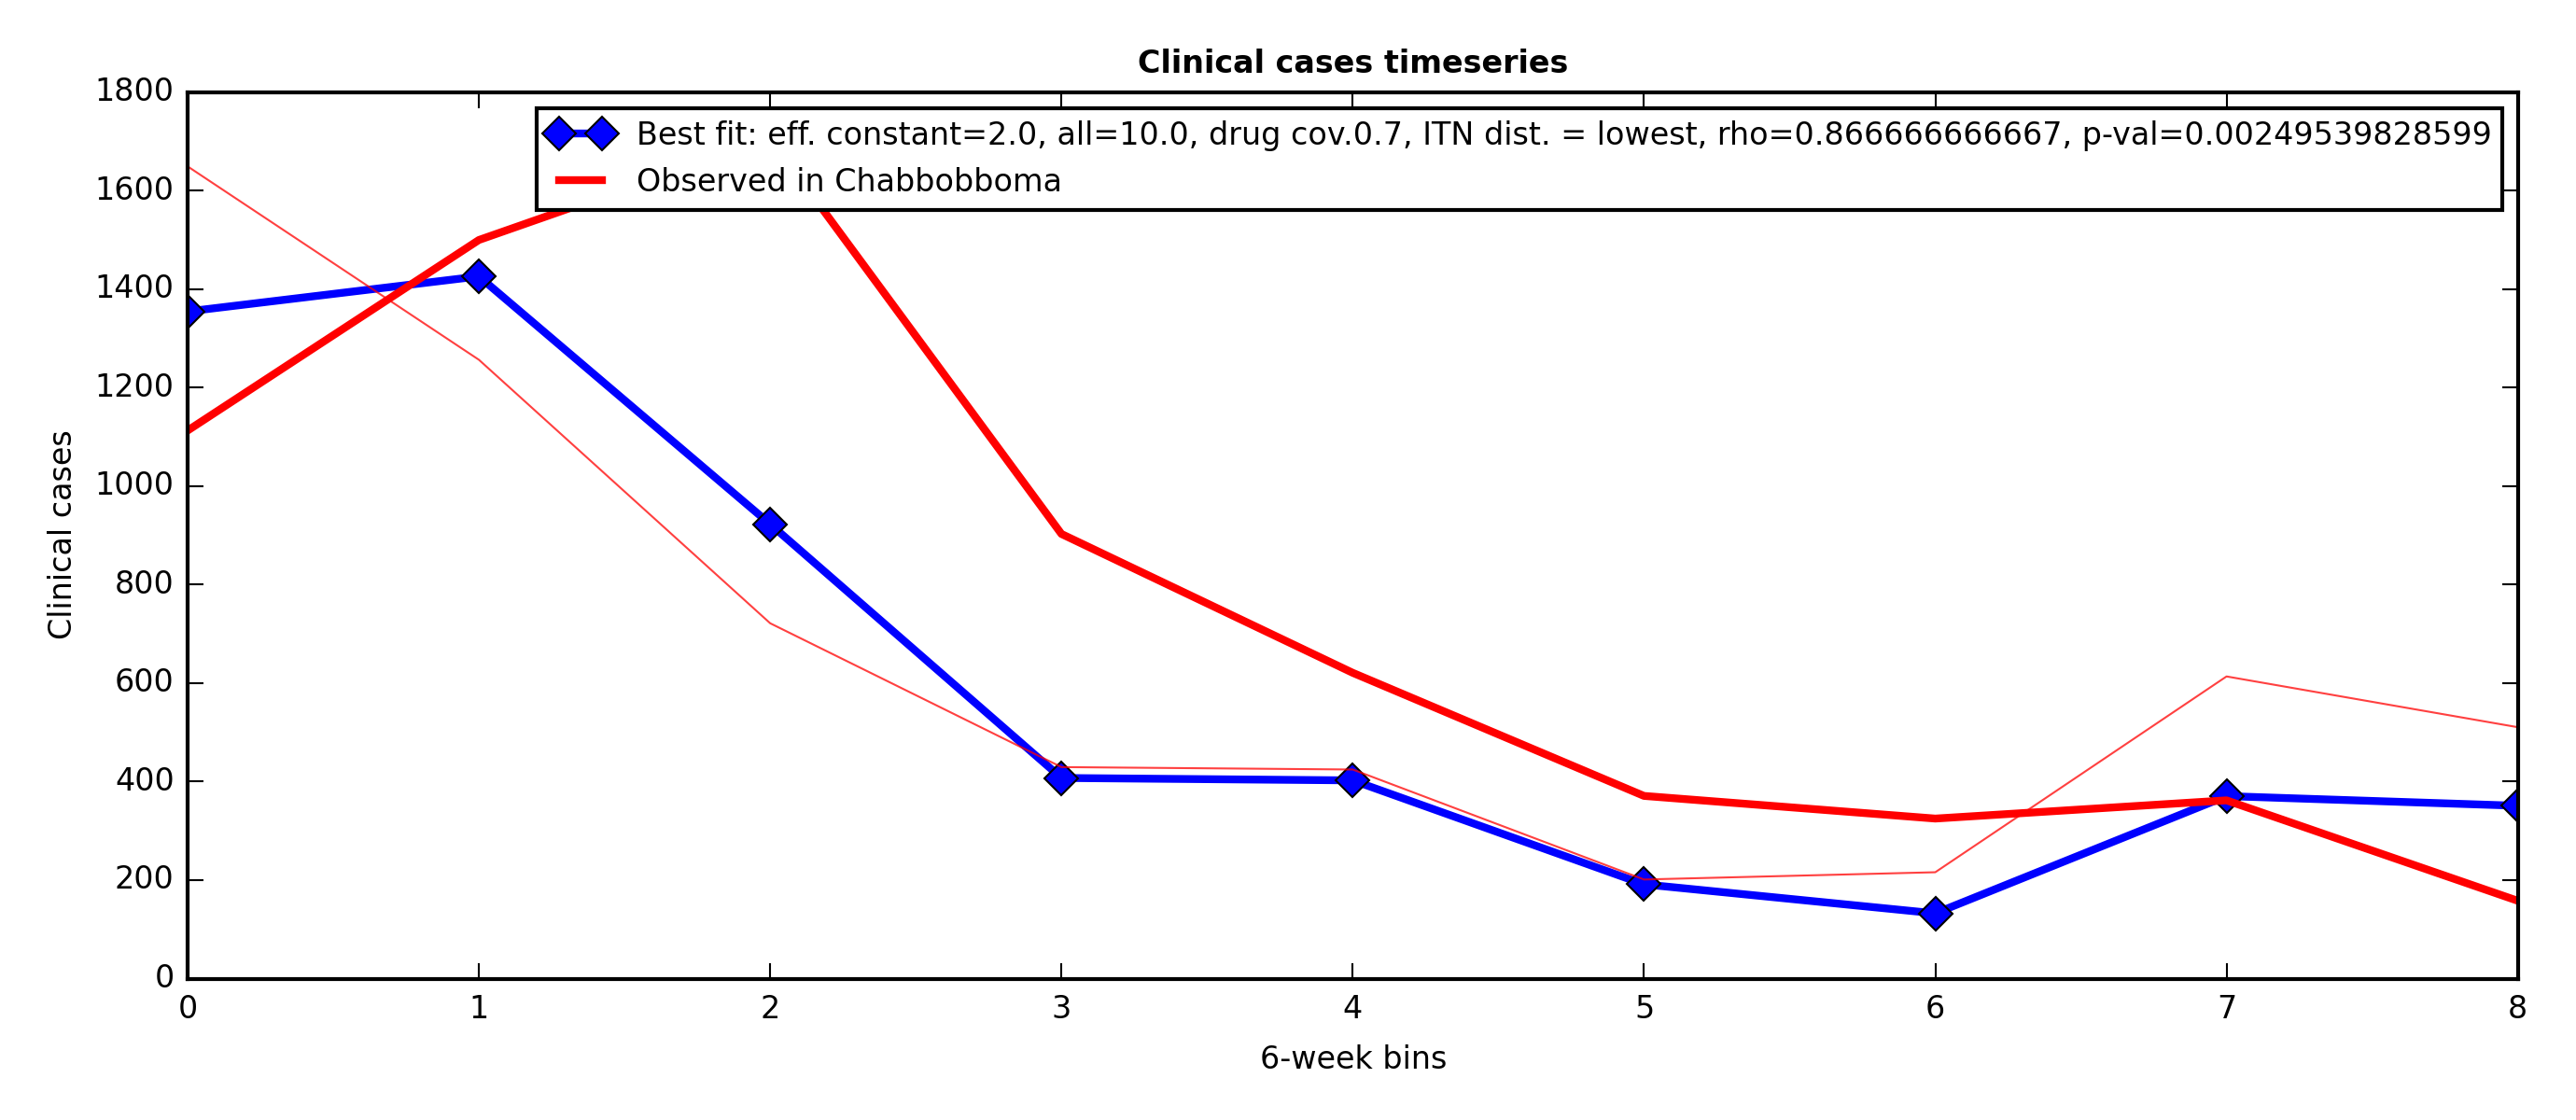 Clinical cases timeseries
1800
1600
1400
1200
1000
800
600
400
200
0
Clinical cases
Best fit: eff. constant=2.0, all=10.0, drug cov.0.7, ITN dist. = lowest, rho=0.866666666667, p-val=0.00249539828599
Observed in Chabbobboma
0 1 2 3 4 5 6 7 8
6-week bins